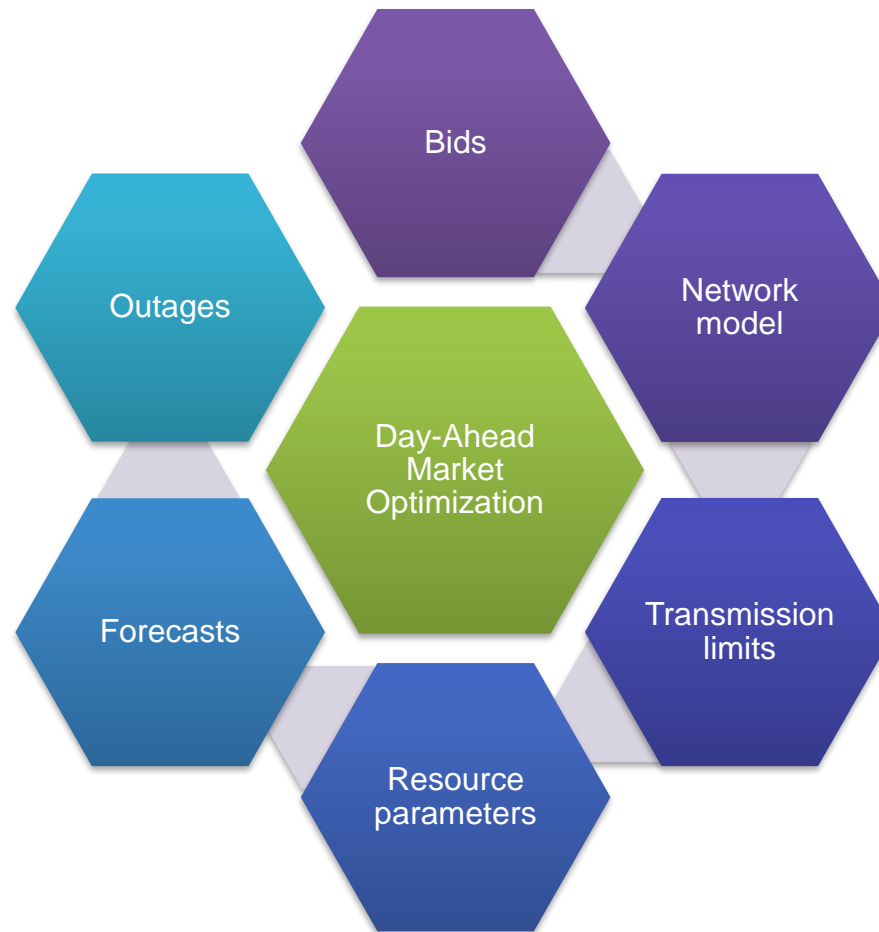 Bids
Outages
Network
model
Day-Ahead
Market
Optimization
Forecasts
Transmission
limits
Resource
parameters